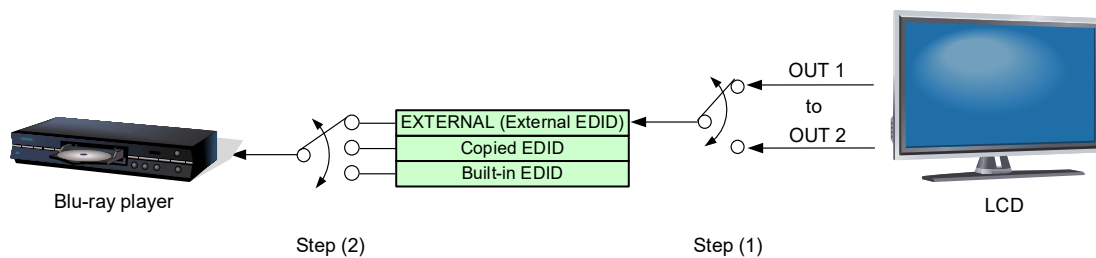 OUT 1
to
OUT 2
EXTERNAL (External EDID)
Copied EDID
Built-in EDID
Blu-ray player
LCD
Step (2)
Step (1)